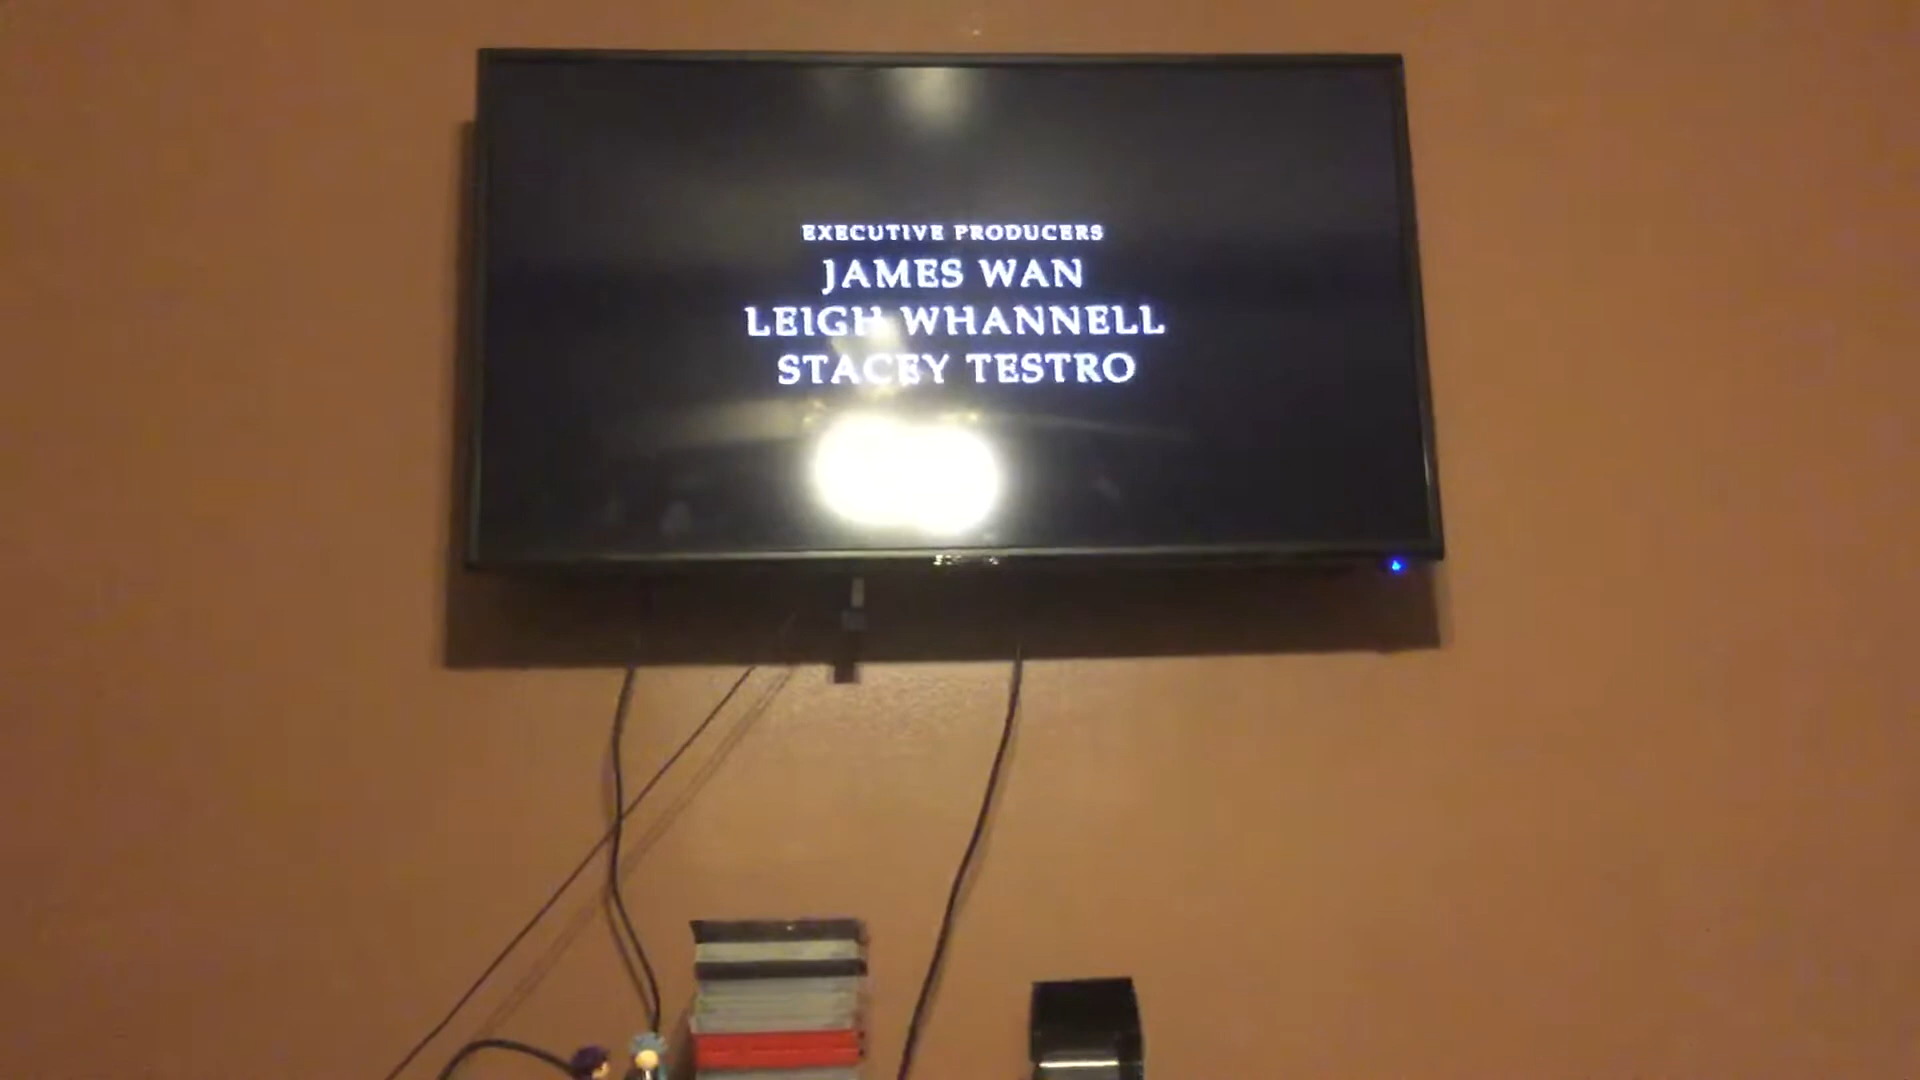 EXECUTIVE PRODUCERS
JAMES WAN
LEIGH WHANNELL
STACEY TESTRO